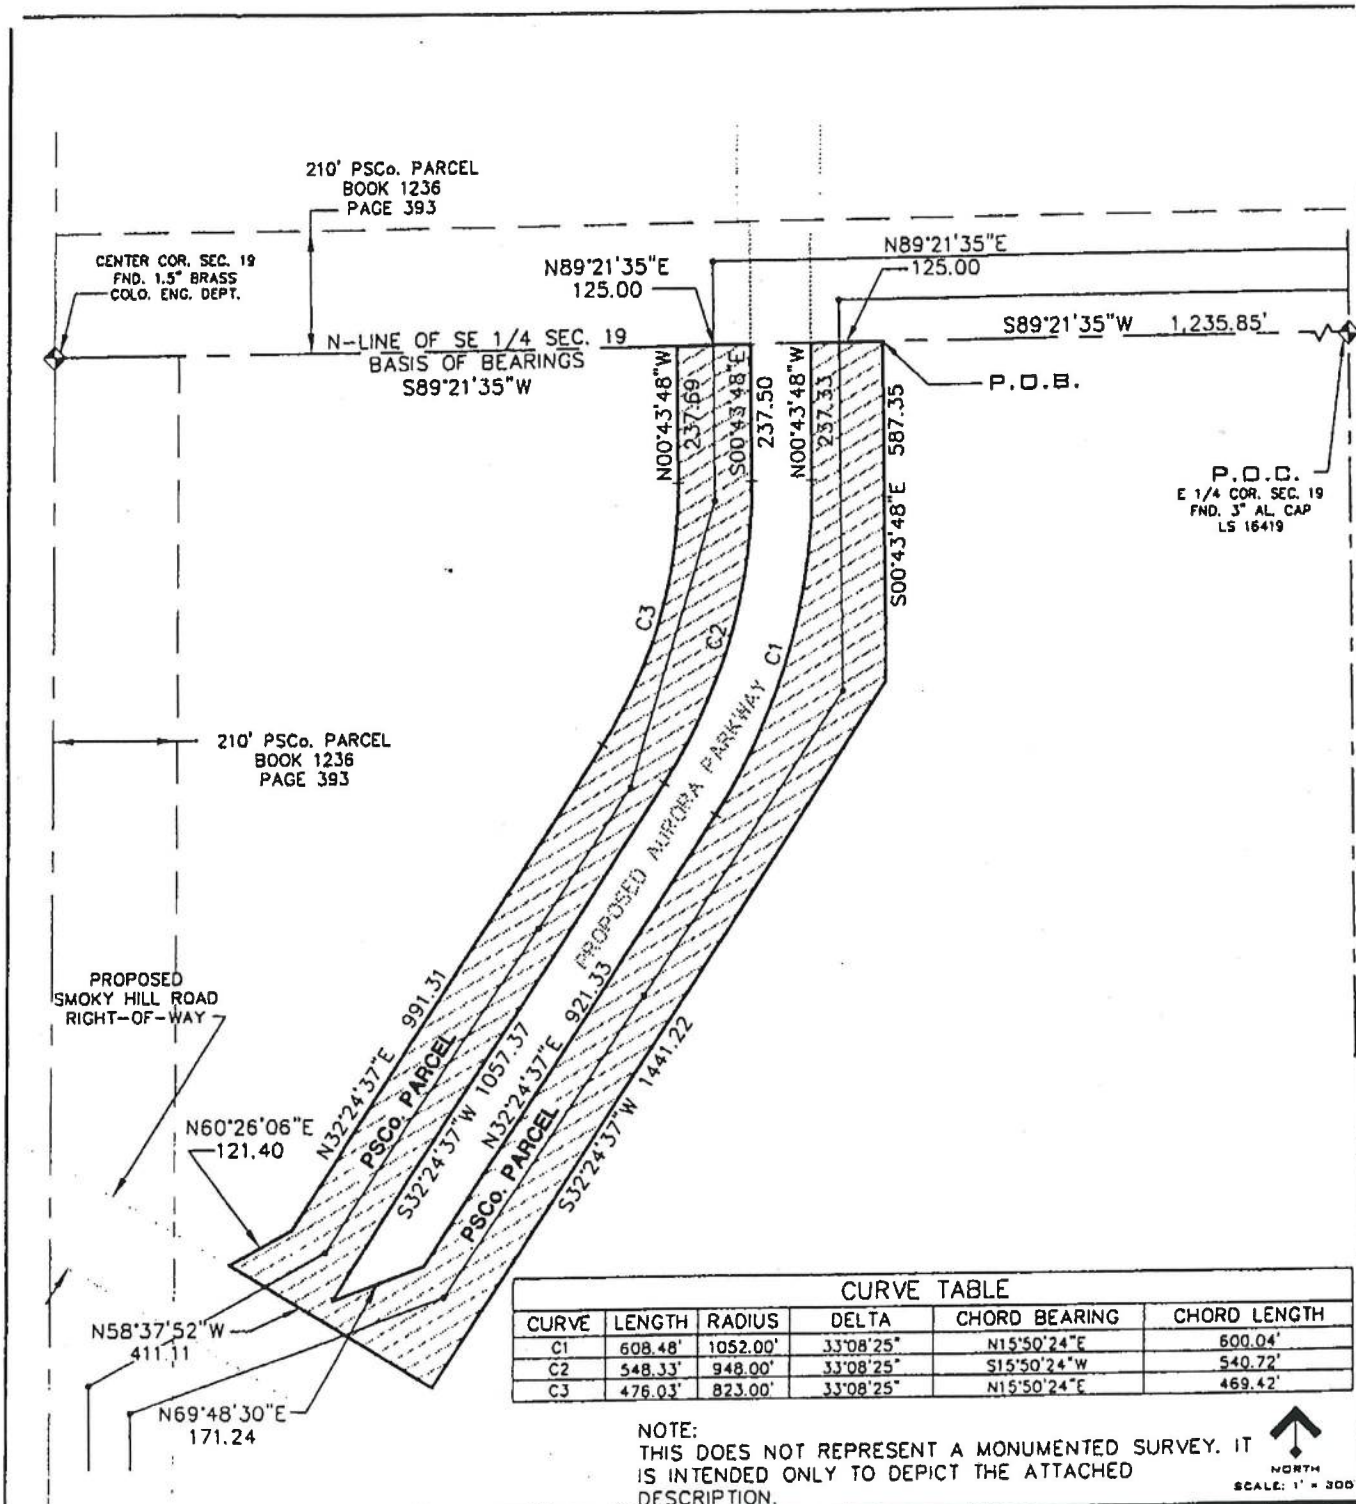 210' PSCo. PARCEL
BOOK 1236
PAGE 393
CENTER COR. SEC. 19
FND. 1.5" BRASS
COLO. ENG. DEPT.
N89°21'35"E
125.00
N89°21'35"E
125.00
S89°21'35"W 1,235.85'
N-LINE OF SE 1/4 SEC. 19
BASIS OF BEARINGS
S89°21'35"W
P.O.B.
N00°43'48"W
237.69
S00°43'48"E
237.50
N00°43'48"W
237.33
S00°43'48"E 587.35
P.O.C.
E 1/4 COR. SEC. 19
FND. 3" AL. CAP
LS 16419
C3
C2
C1
210' PSCo. PARCEL
BOOK 1236
PAGE 393
PROPOSED AURORA PARKWAY
PROPOSED
SMOKY HILL ROAD
RIGHT-OF-WAY
N32°24'37"E 991.31
PSCo. PARCEL
S32°24'37"W 1057.37
N32°24'37"E 921.33
PSCo. PARCEL
S32°24'37"W 1441.22
N60°26'06"E
121.40
N58°37'52"W
411.11
N69°48'30"E
171.24
CURVE TABLE
CURVE LENGTH RADIUS DELTA CHORD BEARING CHORD LENGTH
C1 608.48' 1052.00' 33°08'25" N15°50'24"E 600.04'
C2 548.33' 948.00' 33°08'25" S15°50'24"W 540.72'
C3 476.03' 823.00' 33°08'25" N15°50'24"E 469.42'
NOTE:
THIS DOES NOT REPRESENT A MONUMENTED SURVEY. IT
IS INTENDED ONLY TO DEPICT THE ATTACHED
DESCRIPTION.
NORTH
SCALE: 1" = 300'